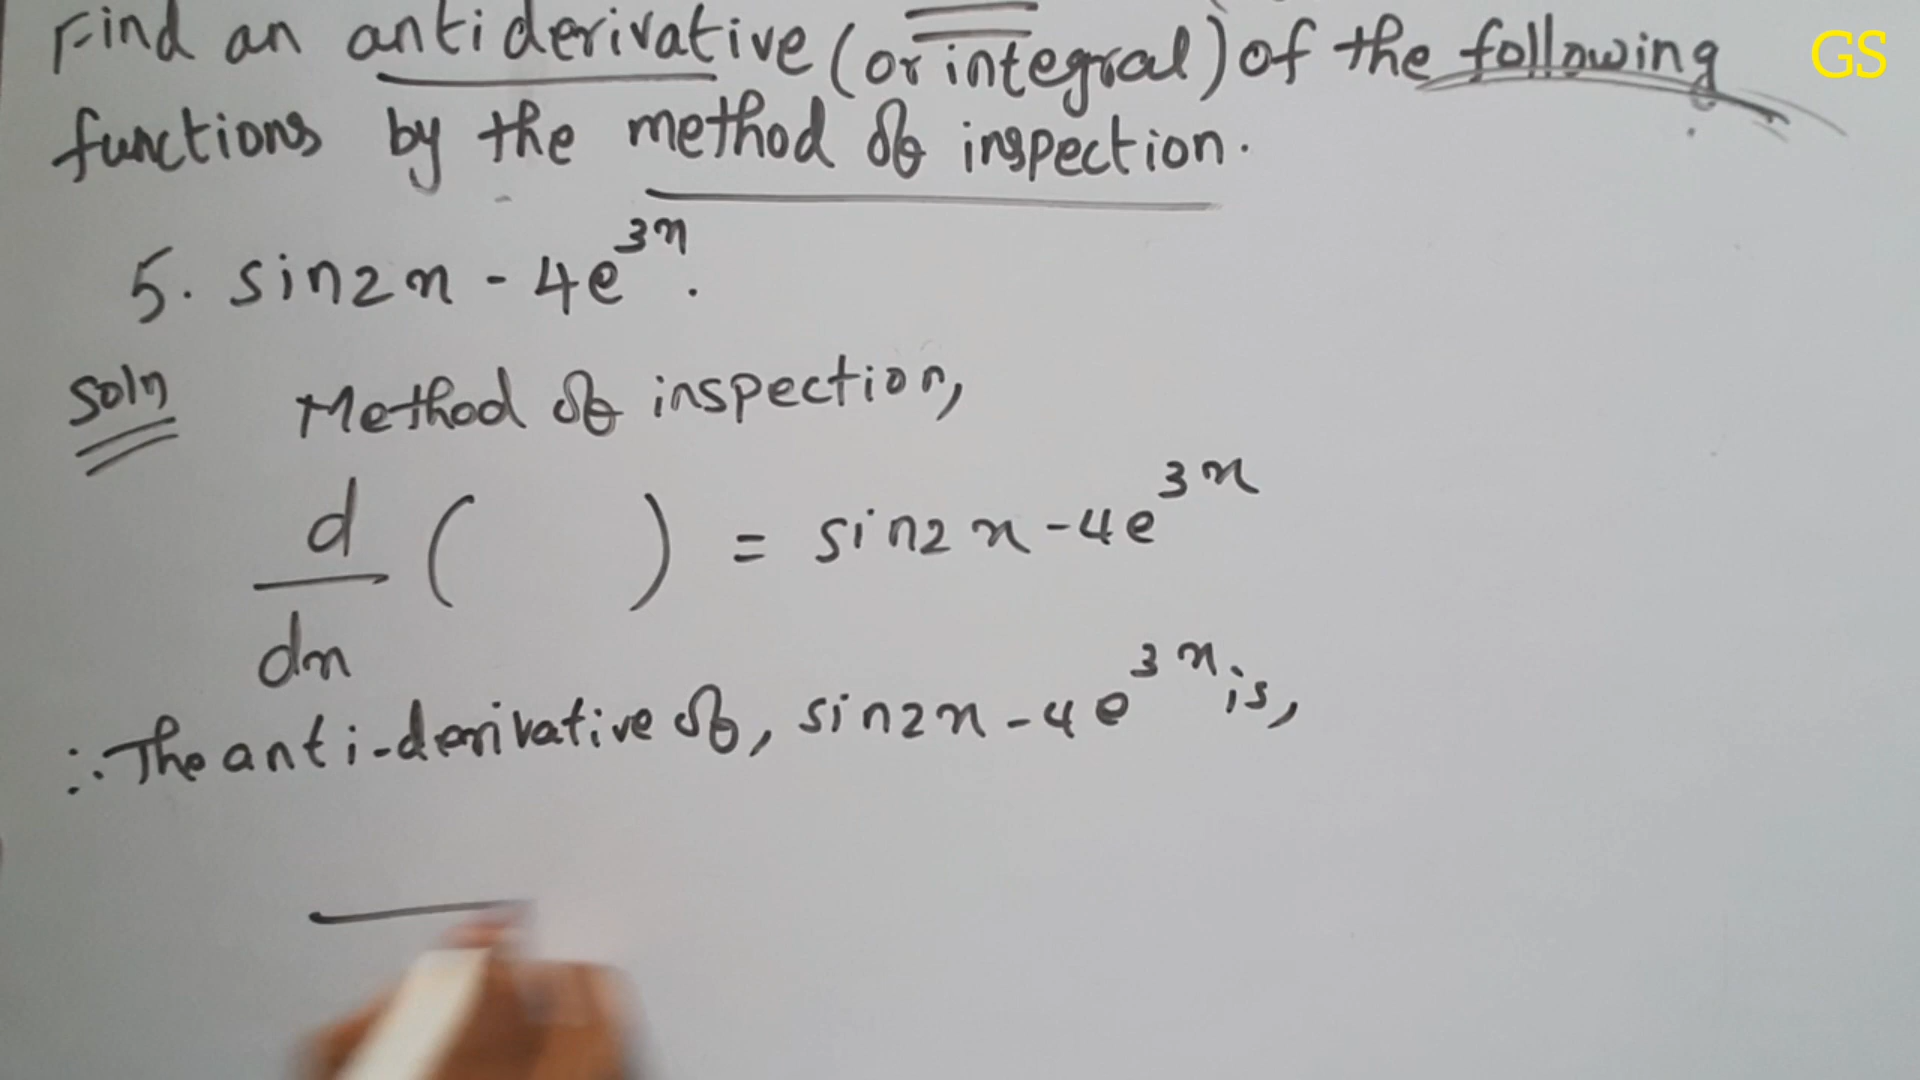 Find an antiderivative (or integral) of the following
GS
functions by the method of inspection.
5. sin2x - 4e^3x.
Soln Method of inspection,
d/dx ( ) = sin2x - 4e^3x
∴ The anti-derivative of, sin2x - 4e^3x is,